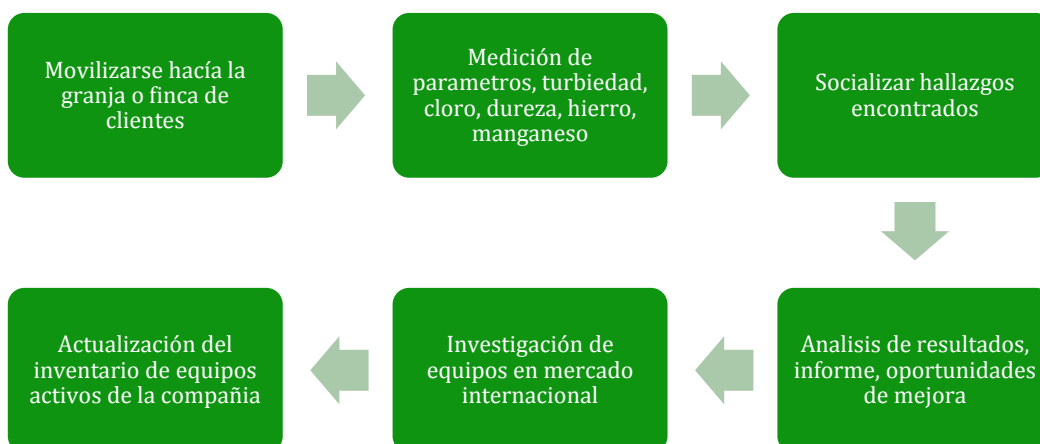 Movilizarse hacía la
granja o finca de
clientes
Medición de
parametros, turbiedad,
cloro, dureza, hierro,
manganeso
Socializar hallazgos
encontrados
Analisis de resultados,
informe, oportunidades
de mejora
Investigación de
equipos en mercado
internacional
Actualización del
inventario de equipos
activos de la compañia